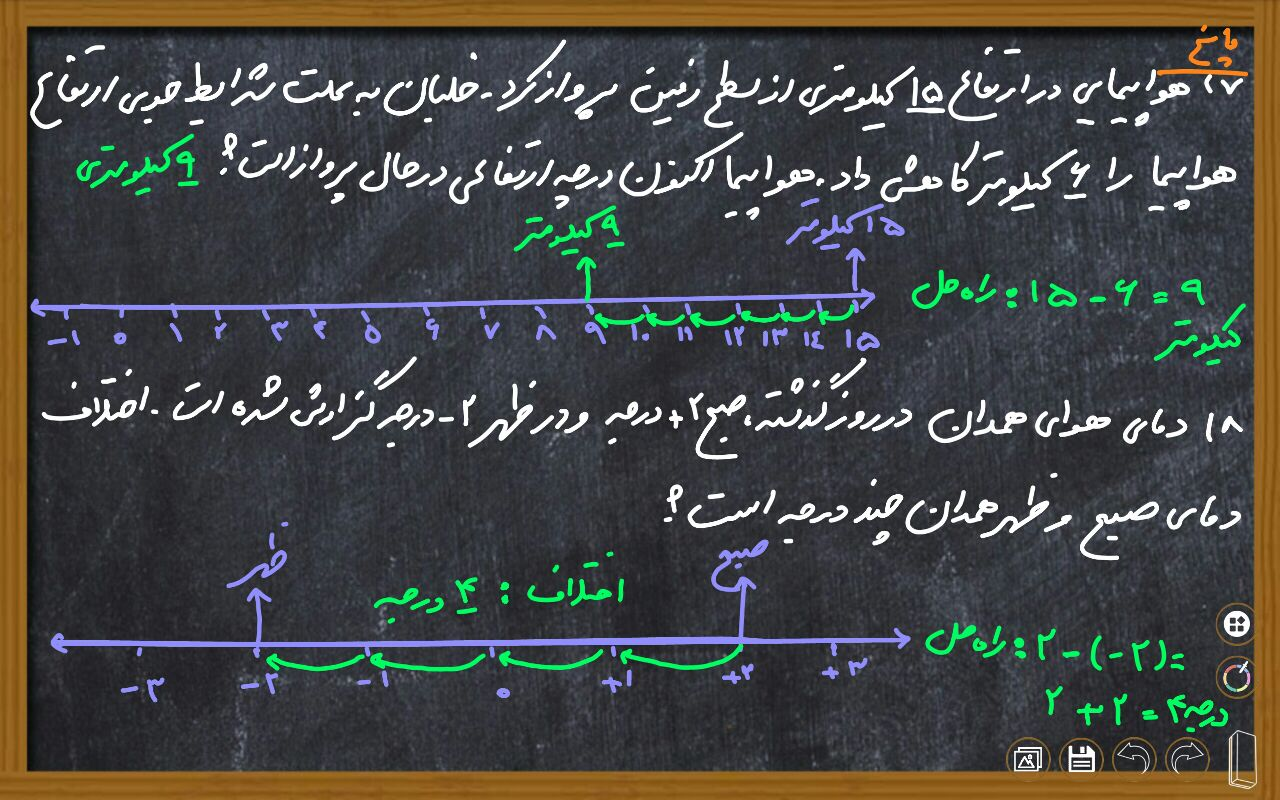 پاسخ
۱۷ هواپیمایی در ارتفاع ۱۵ کیلومتری از سطح زمین پرواز کرد. خلبان به علت شرایط جوی ارتفاع
هواپیما را ۶ کیلومتر کاهش داد. هواپیما اکنون در چه ارتفاعی در حال پرواز است؟ ۹ کیلومتری
۹ کیلومتر ۱۵ کیلومتر
راه حل: ۱۵ - ۶ = ۹
کیلومتر
-۱ ۰ ۱ ۲ ۳ ۴ ۵ ۶ ۷ ۸ ۹ ۱۰ ۱۱ ۱۲ ۱۳ ۱۴ ۱۵
۱۸ دمای هوای همدان در روز گذشته، صبح ۲+ درجه و در ظهر ۲- درجه گزارش شده است. اختلاف
دمای صبح و ظهر همدان چند درجه است؟
ظهر صبح
اختلاف : ۴ درجه
راه حل: ۲ - (-۲) =
۲ + ۲ = ۴ درجه
-۳ -۲ -۱ ۰ +۱ +۲ +۳